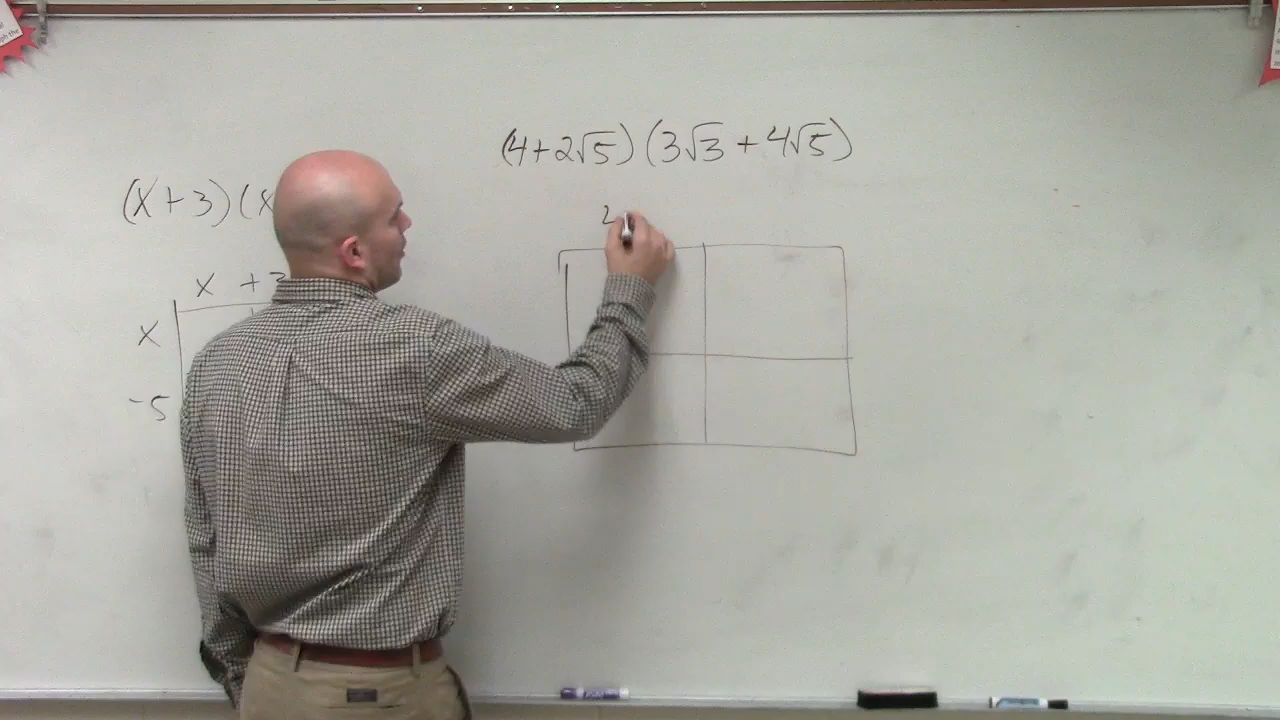 (4+2√5)(3√3+4√5)
(x+3)(x
x +3
x
-5